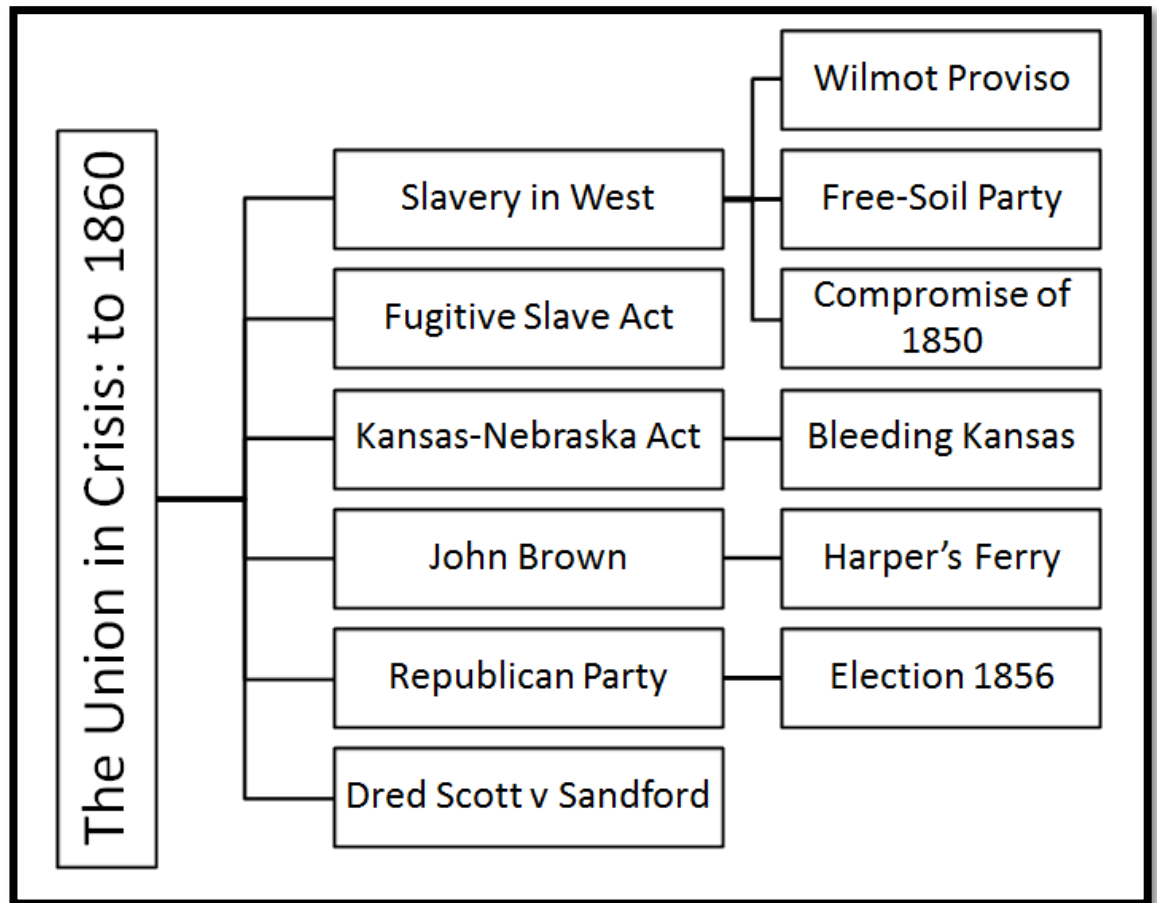 The Union in Crisis: to 1860
Slavery in West
Wilmot Proviso
Free-Soil Party
Compromise of
1850
Fugitive Slave Act
Kansas-Nebraska Act
Bleeding Kansas
John Brown
Harper’s Ferry
Republican Party
Election 1856
Dred Scott v Sandford